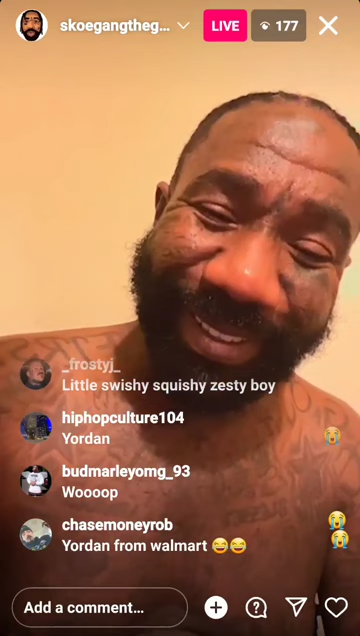 skoegangtheg...
LIVE
177
_frostyj_
Little swishy squishy zesty boy
hiphopculture104
Yordan
budmarleyomg_93
Woooop
chasemoneyrob
Yordan from walmart 😂😂
Add a comment...